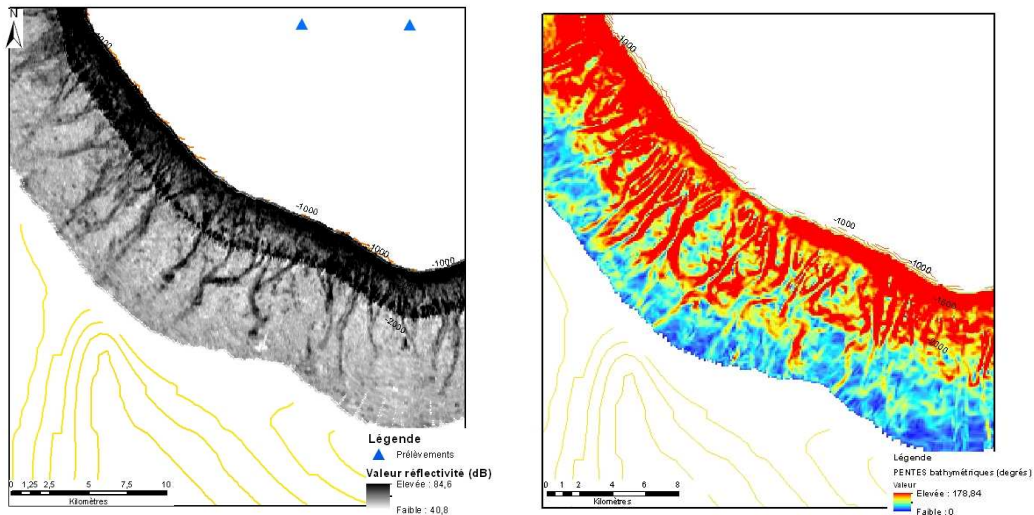 N
-1000
-1000
-1000
-1000
-2000
Légende
Prélèvements
Valeur réflectivité (dB)
Elevée : 84,6
Faible : 40,8
0 1,25 2,5 5 7,5 10
Kilomètres
-1000
-1000
-1000
Légende
PENTES bathymétriques (degrés)
Valeur
Elevée : 178,84
Faible : 0
0 1 2 4 6 8
Kilomètres